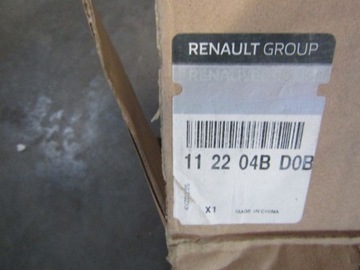 RENAULT GROUP
11 22 04B D0B
X1 MADE IN CHINA